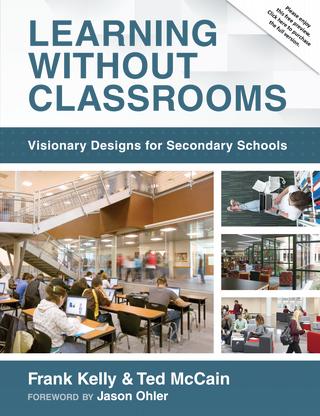 Please enjoy
this free preview.
Click here to purchase
the full version.
LEARNING
WITHOUT
CLASSROOMS
Visionary Designs for Secondary Schools
Frank Kelly & Ted McCain
FOREWORD BY Jason Ohler